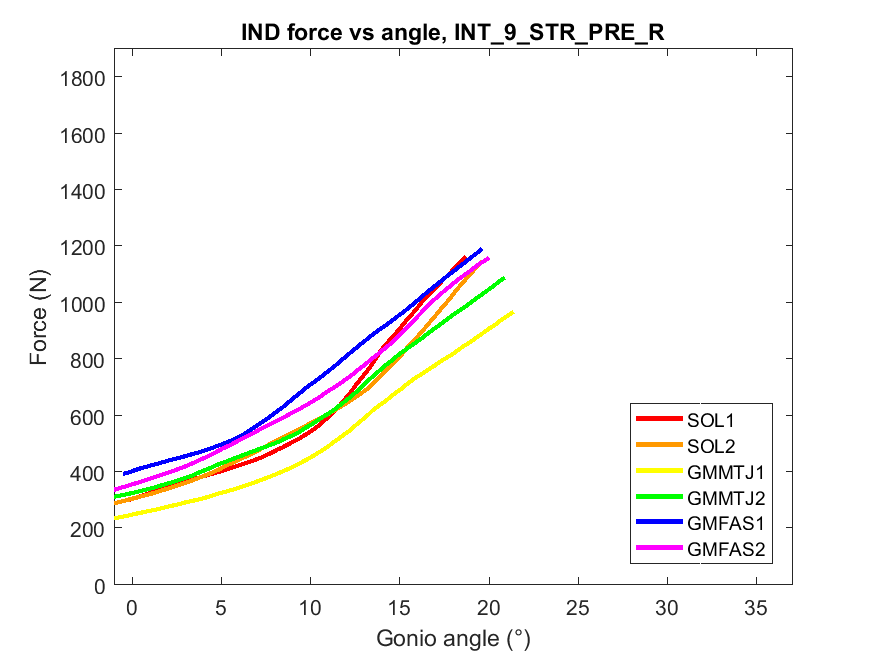 IND force vs angle, INT_9_STR_PRE_R
1800
1600
1400
1200
1000
800
600
400
200
0
Force (N)
0 5 10 15 20 25 30 35
Gonio angle (°)
SOL1
SOL2
GMMTJ1
GMMTJ2
GMFAS1
GMFAS2